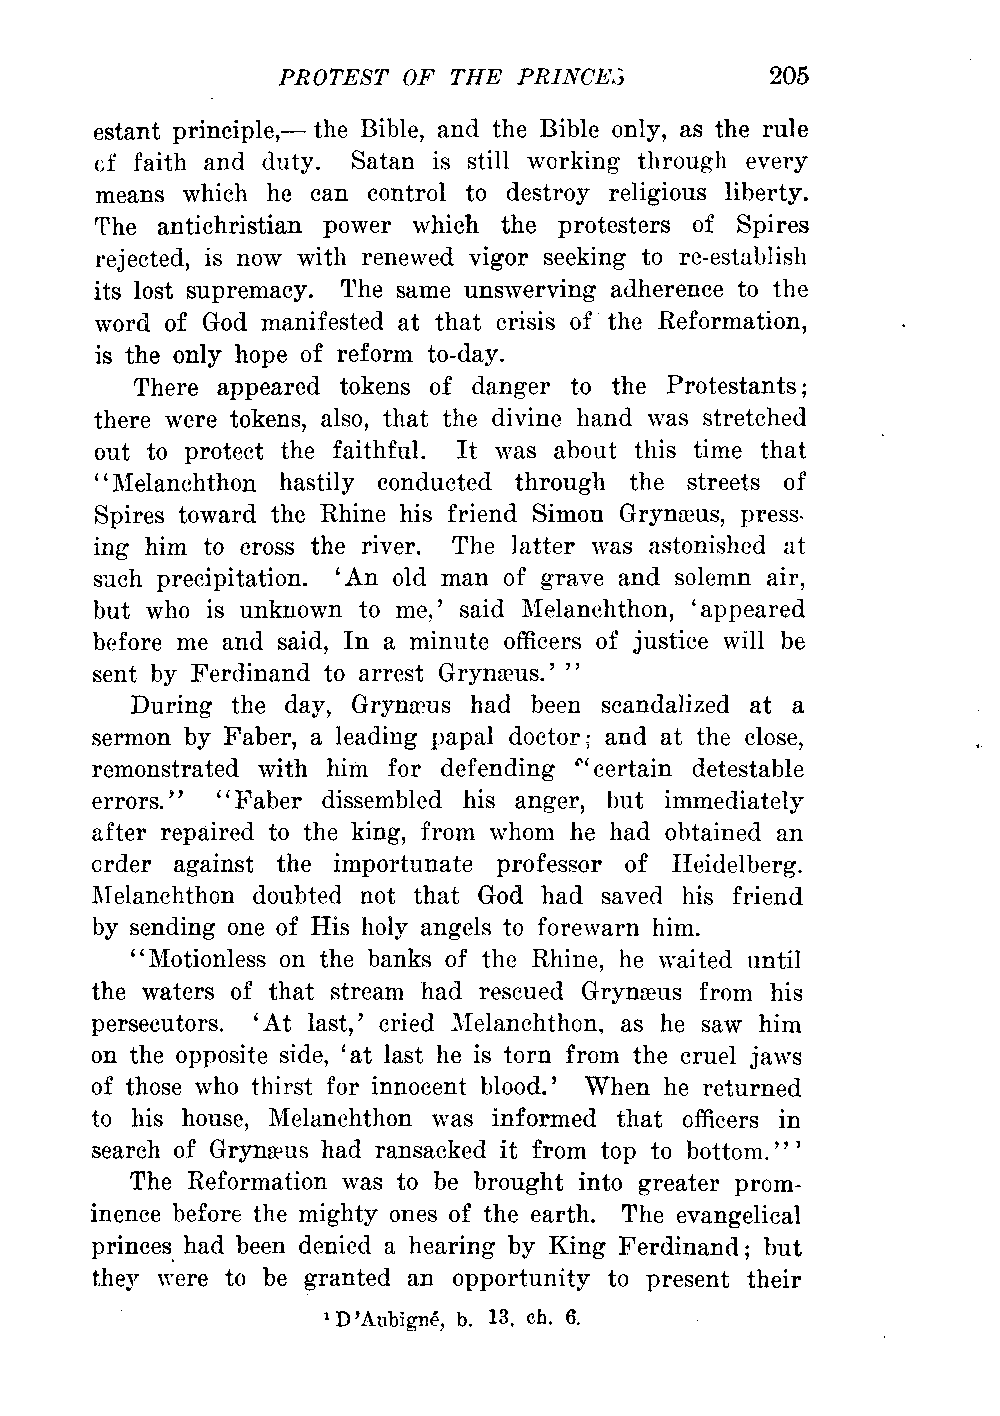 PROTEST OF THE PRINCES 205
estant principle,— the Bible, and the Bible only, as the rule
of faith and duty. Satan is still working through every
means which he can control to destroy religious liberty.
The antichristian power which the protesters of Spires
rejected, is now with renewed vigor seeking to re-establish
its lost supremacy. The same unswerving adherence to the
word of God manifested at that crisis of the Reformation,
is the only hope of reform to-day.
There appeared tokens of danger to the Protestants;
there were tokens, also, that the divine hand was stretched
out to protect the faithful. It was about this time that
"Melanchthon hastily conducted through the streets of
Spires toward the Rhine his friend Simon Grynæus, press-
ing him to cross the river. The latter was astonished at
such precipitation. 'An old man of grave and solemn air,
but who is unknown to me,' said Melanchthon, 'appeared
before me and said, In a minute officers of justice will be
sent by Ferdinand to arrest Grynæus.' "
During the day, Grynæus had been scandalized at a
sermon by Faber, a leading papal doctor; and at the close,
remonstrated with him for defending "certain detestable
errors." "Faber dissembled his anger, but immediately
after repaired to the king, from whom he had obtained an
order against the importunate professor of Heidelberg.
Melanchthon doubted not that God had saved his friend
by sending one of His holy angels to forewarn him.
"Motionless on the banks of the Rhine, he waited until
the waters of that stream had rescued Grynæus from his
persecutors. 'At last,' cried Melanchthon, as he saw him
on the opposite side, 'at last he is torn from the cruel jaws
of those who thirst for innocent blood.' When he returned
to his house, Melanchthon was informed that officers in
search of Grynæus had ransacked it from top to bottom."¹
The Reformation was to be brought into greater prom-
inence before the mighty ones of the earth. The evangelical
princes had been denied a hearing by King Ferdinand; but
they were to be granted an opportunity to present their
¹ D'Aubigné, b. 13, ch. 6.